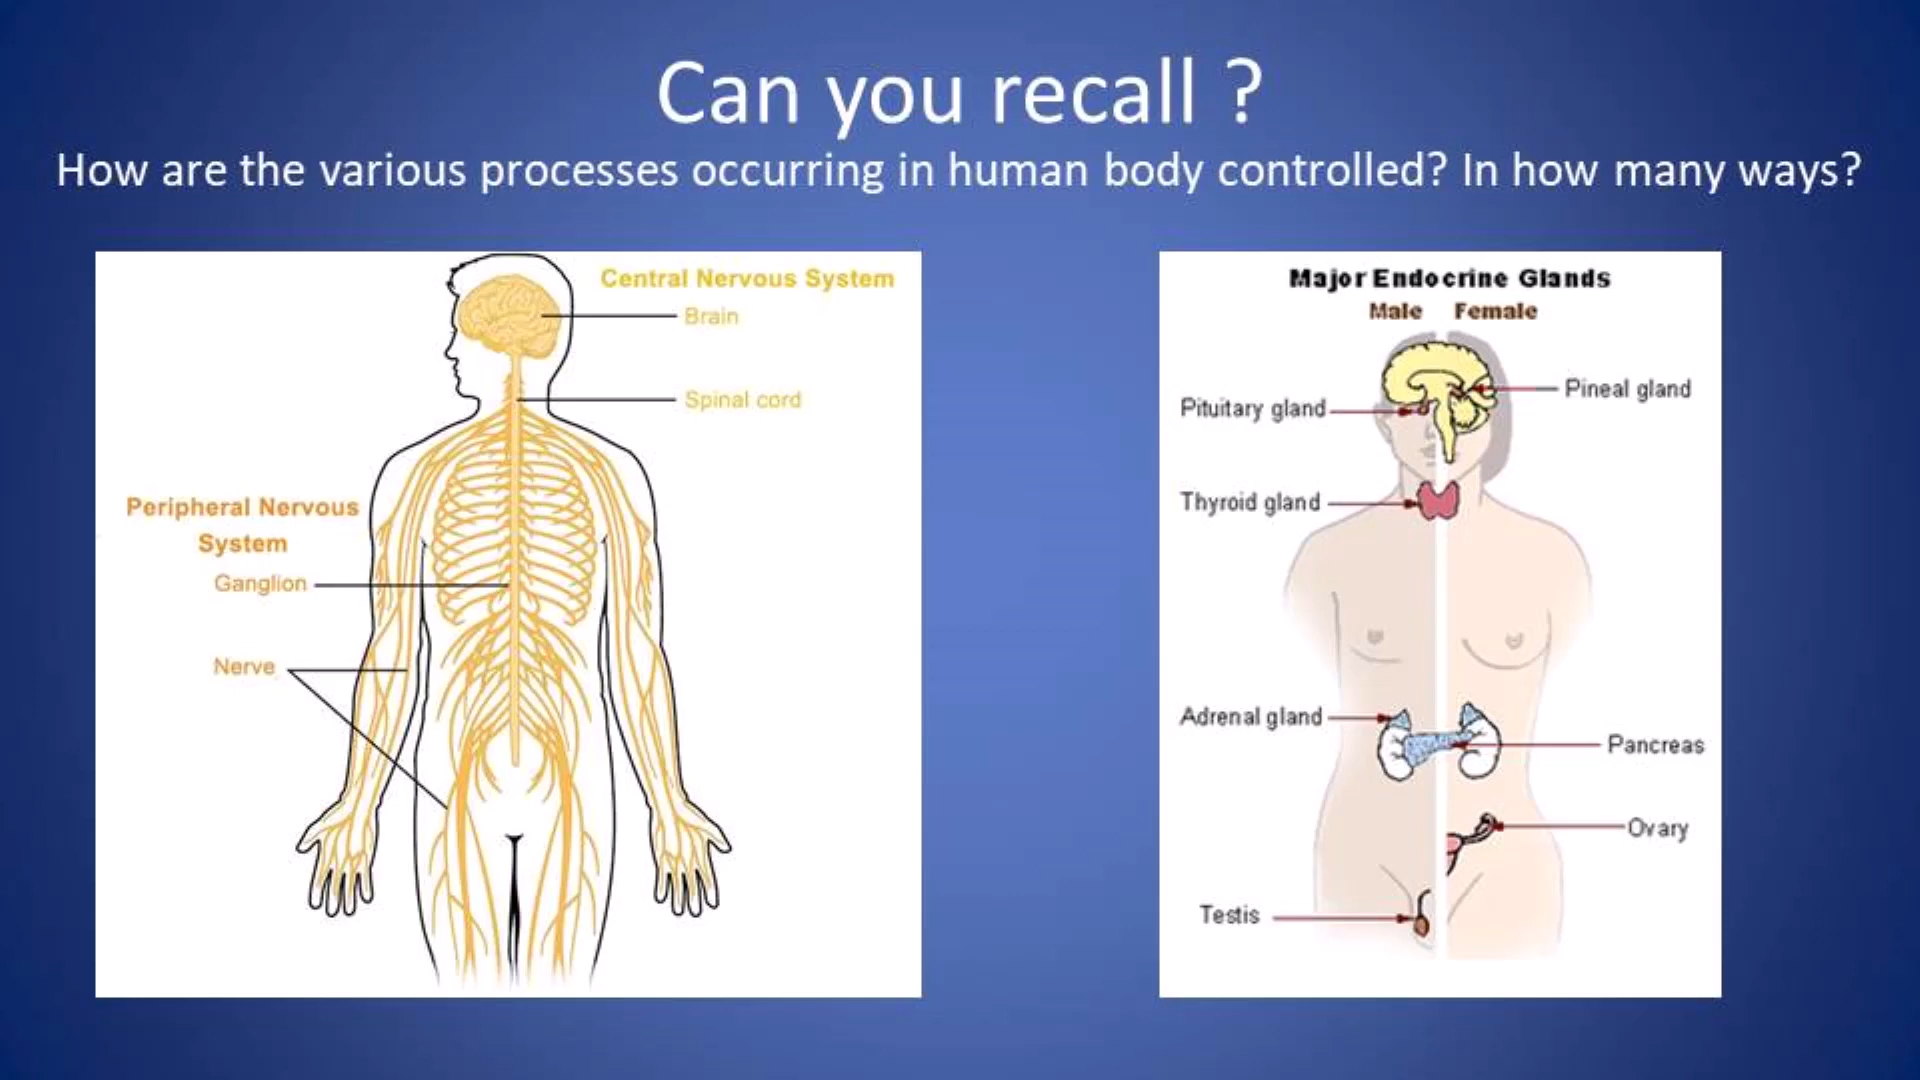 Can you recall ?
How are the various processes occurring in human body controlled? In how many ways?
Central Nervous System
Brain
Spinal cord
Peripheral Nervous
System
Ganglion
Nerve
Major Endocrine Glands
Male Female
Pineal gland
Pituitary gland
Thyroid gland
Adrenal gland
Pancreas
Ovary
Testis